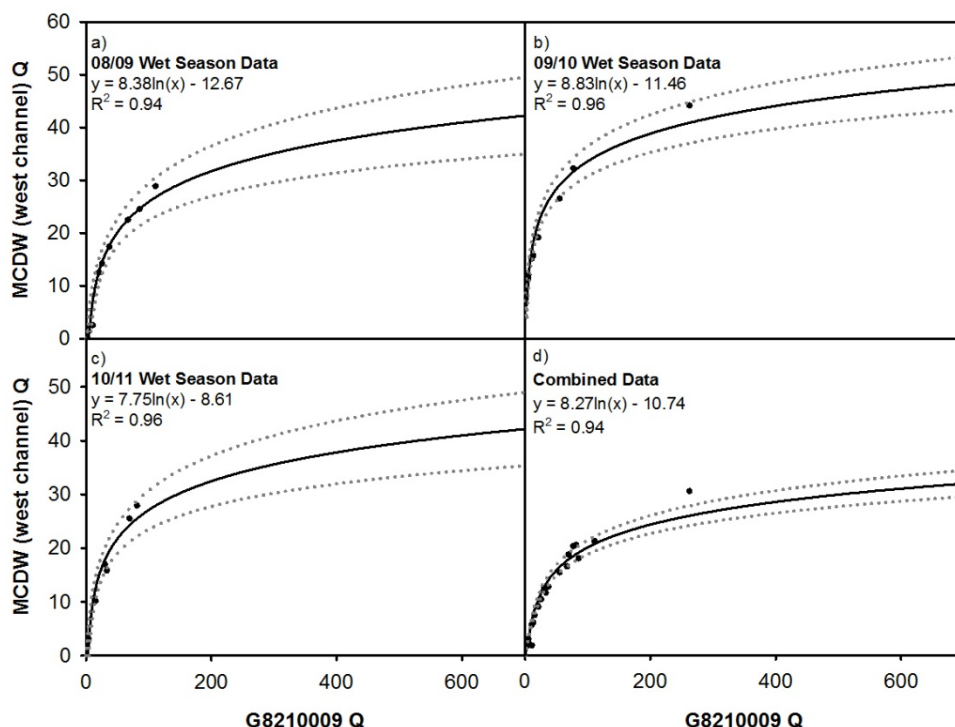 60
50
40
30
20
10
0
MCDW (west channel) Q
a)
08/09 Wet Season Data
y = 8.38ln(x) - 12.67
R² = 0.94
b)
09/10 Wet Season Data
y = 8.83ln(x) - 11.46
R² = 0.96
50
40
30
20
10
0
MCDW (west channel) Q
c)
10/11 Wet Season Data
y = 7.75ln(x) - 8.61
R² = 0.96
d)
Combined Data
y = 8.27ln(x) - 10.74
R² = 0.94
0 200 400 600
0 200 400 600
G8210009 Q
G8210009 Q